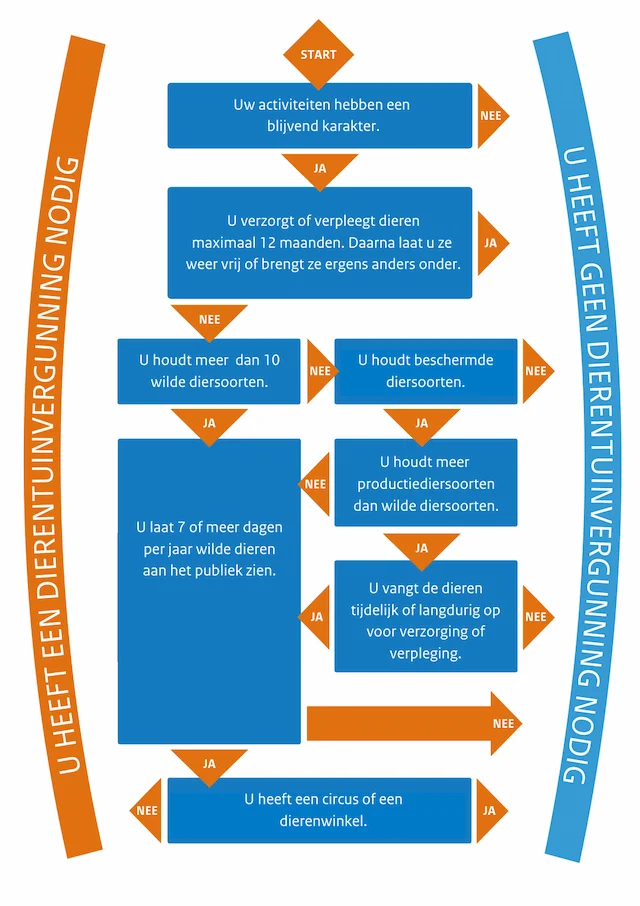 START
Uw activiteiten hebben een
blijvend karakter.
NEE
JA
U verzorgt of verpleegt dieren
maximaal 12 maanden. Daarna laat u ze
weer vrij of brengt ze ergens anders onder.
JA
NEE
U houdt meer dan 10
wilde diersoorten.
NEE
U houdt beschermde
diersoorten.
NEE
JA
JA
U laat 7 of meer dagen
per jaar wilde dieren
aan het publiek zien.
NEE
U houdt meer
productiediersoorten
dan wilde diersoorten.
JA
JA
U vangt de dieren
tijdelijk of langdurig op
voor verzorging of
verpleging.
NEE
NEE
JA
NEE
U heeft een circus of een
dierenwinkel.
JA
U HEEFT EEN DIERENTUINVERGUNNING NODIG
U HEEFT GEEN DIERENTUINVERGUNNING NODIG